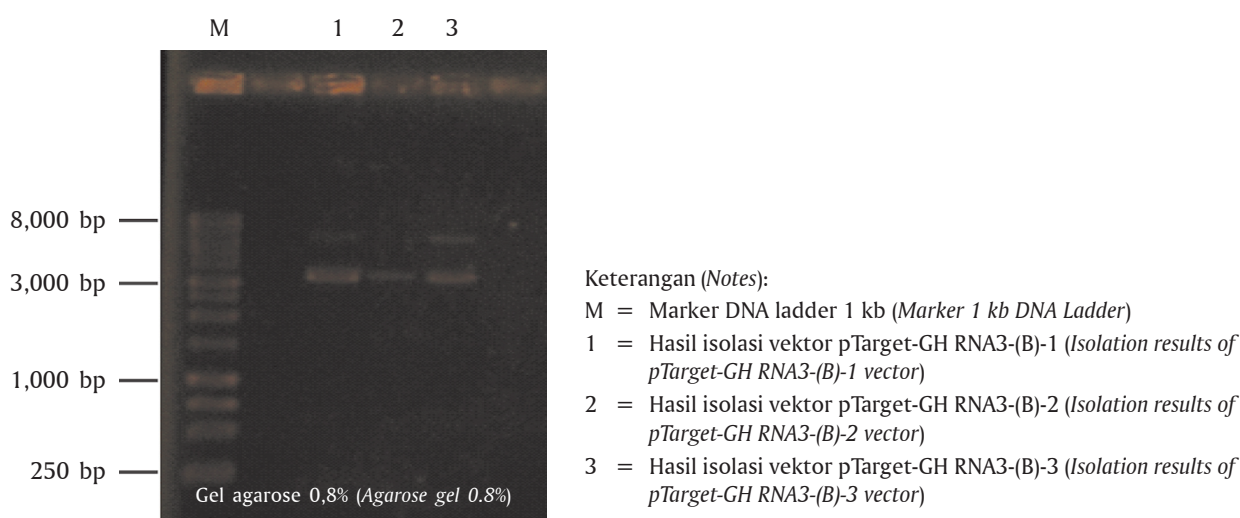 M 1 2 3
8,000 bp
3,000 bp
1,000 bp
250 bp
Gel agarose 0,8% (Agarose gel 0.8%)
Keterangan (Notes):
M = Marker DNA ladder 1 kb (Marker 1 kb DNA Ladder)
1 = Hasil isolasi vektor pTarget-GH RNA3-(B)-1 (Isolation results of
pTarget-GH RNA3-(B)-1 vector)
2 = Hasil isolasi vektor pTarget-GH RNA3-(B)-2 (Isolation results of
pTarget-GH RNA3-(B)-2 vector)
3 = Hasil isolasi vektor pTarget-GH RNA3-(B)-3 (Isolation results of
pTarget-GH RNA3-(B)-3 vector)